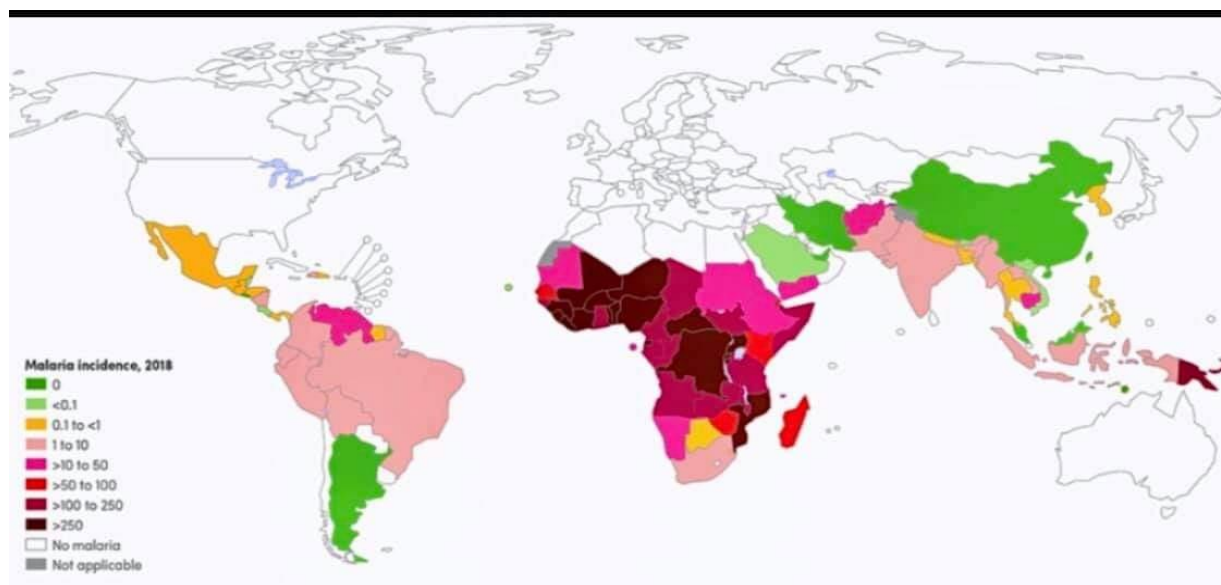 Malaria incidence, 2018
0
<0.1
0.1 to <1
1 to 10
>10 to 50
>50 to 100
>100 to 250
>250
No malaria
Not applicable